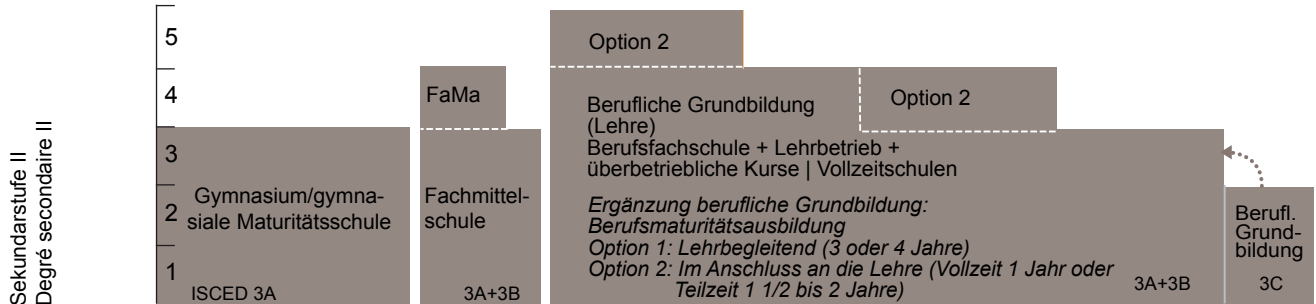 Sekundarstufe II
Degré secondaire II
5
4
3
2
1
Gymnasium/gymna-
siale Maturitätsschule
ISCED 3A
FaMa
Fachmittel-
schule
3A+3B
Option 2
Option 2
Berufliche Grundbildung
(Lehre)
Berufsfachschule + Lehrbetrieb +
überbetriebliche Kurse | Vollzeitschulen
Ergänzung berufliche Grundbildung:
Berufsmaturitätsausbildung
Option 1: Lehrbegleitend (3 oder 4 Jahre)
Option 2: Im Anschluss an die Lehre (Vollzeit 1 Jahr oder
Teilzeit 1 1/2 bis 2 Jahre)
3A+3B
Berufl.
Grund-
bildung
3C